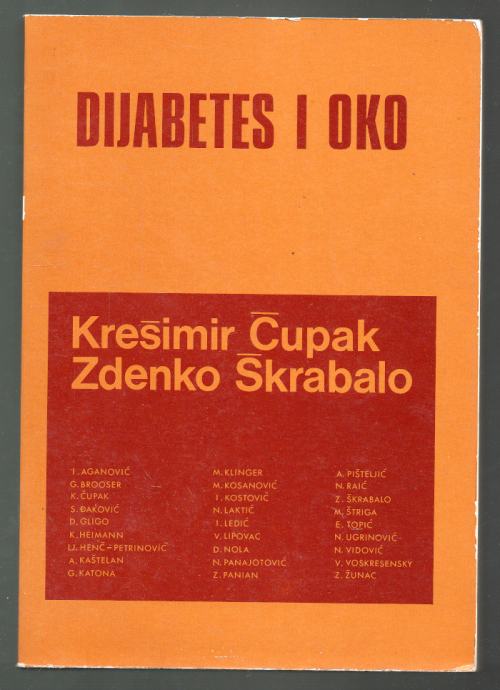 DIJABETES I OKO
Krešimir Čupak
Zdenko Škrabalo
I. AGANOVIĆ
G. BROOSER
K. ČUPAK
S. ĐAKOVIĆ
D. GLIGO
K. HEIMANN
LJ. HENČ-PETRINOVIĆ
A. KAŠTELAN
G. KATONA
M. KLINGER
M. KOSANOVIĆ
I. KOSTOVIĆ
N. LAKTIĆ
I. LEDIĆ
V. LIPOVAC
D. NOLA
N. PANAJOTOVIĆ
Z. PANIAN
A. PIŠTELJIĆ
N. RAIĆ
Z. ŠKRABALO
M. ŠTRIGA
E. TOPIĆ
N. UGRINOVIĆ
N. VIDOVIĆ
V. VOSKRESENSKY
Z. ŽUNAC